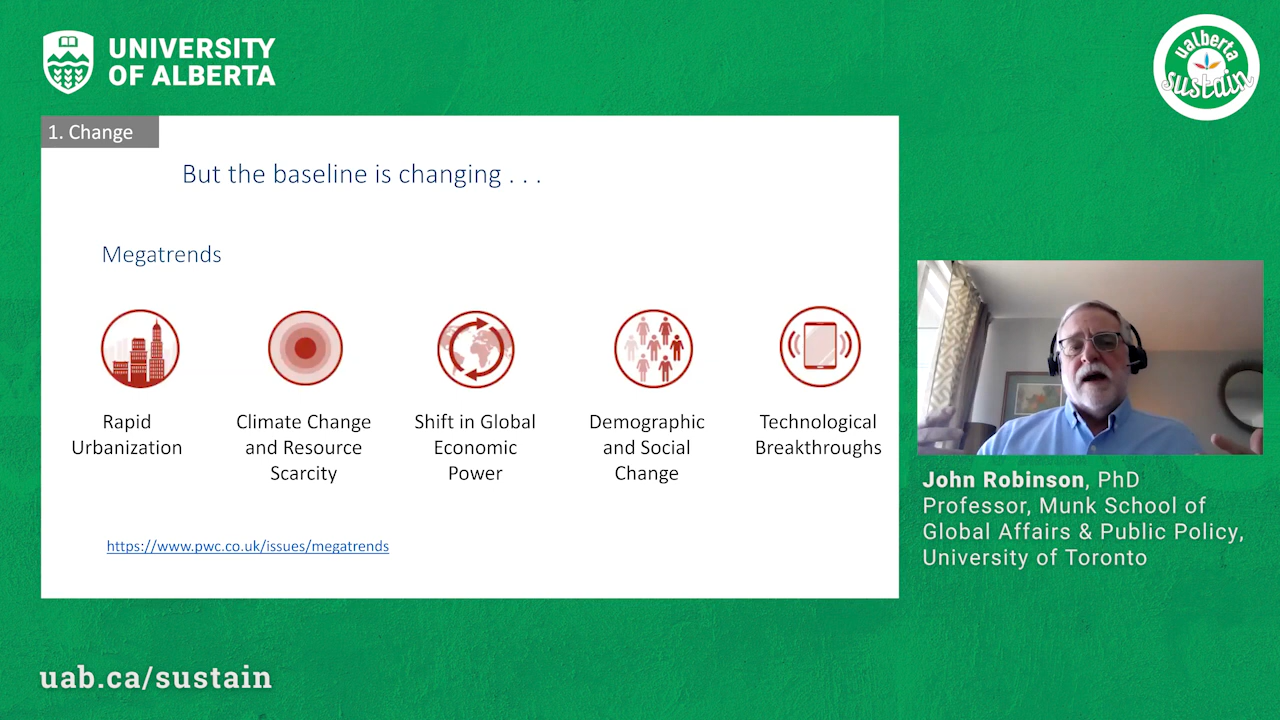 UNIVERSITY
OF ALBERTA
ualberta
sustain
1. Change
But the baseline is changing . . .
Megatrends
Rapid
Urbanization
Climate Change
and Resource
Scarcity
Shift in Global
Economic
Power
Demographic
and Social
Change
Technological
Breakthroughs
https://www.pwc.co.uk/issues/megatrends
John Robinson, PhD
Professor, Munk School of
Global Affairs & Public Policy,
University of Toronto
uab.ca/sustain